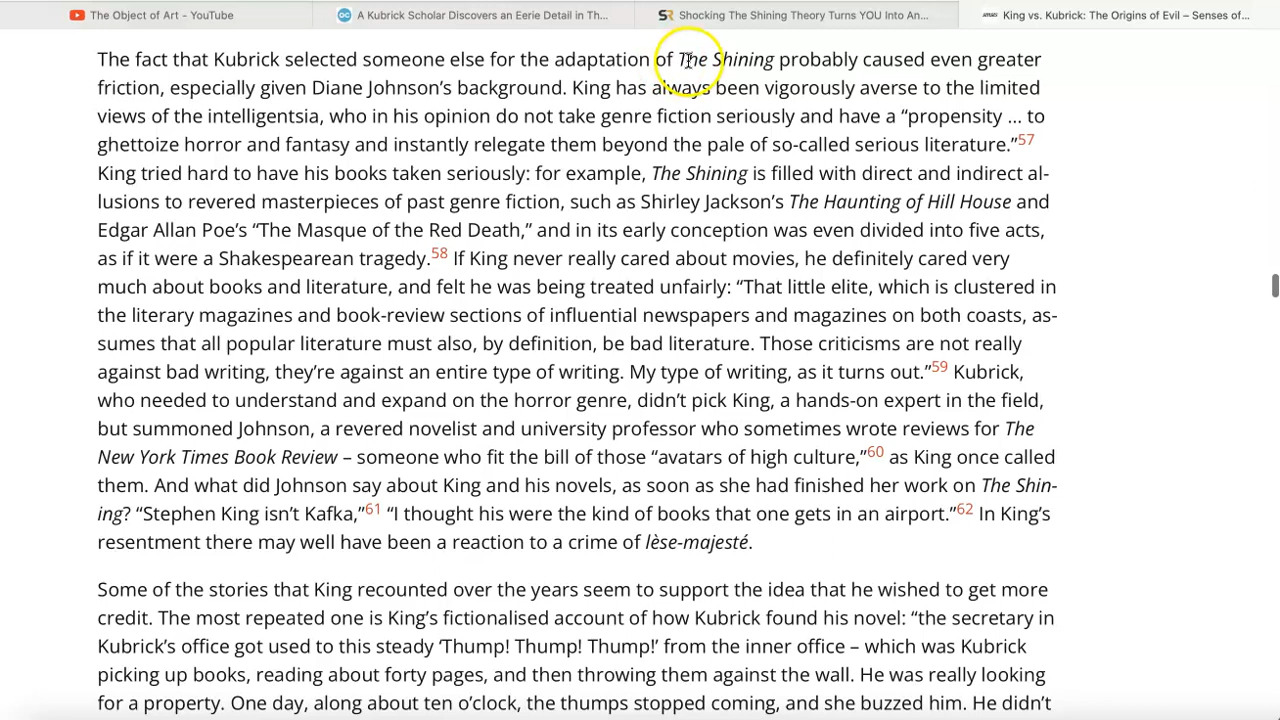 The Object of Art - YouTube
A Kubrick Scholar Discovers an Eerie Detail in Th...
Shocking The Shining Theory Turns YOU Into An...
King vs. Kubrick: The Origins of Evil – Senses of...
The fact that Kubrick selected someone else for the adaptation of The Shining probably caused even greater
friction, especially given Diane Johnson’s background. King has always been vigorously averse to the limited
views of the intelligentsia, who in his opinion do not take genre fiction seriously and have a “propensity ... to
ghettoize horror and fantasy and instantly relegate them beyond the pale of so-called serious literature.”57
King tried hard to have his books taken seriously: for example, The Shining is filled with direct and indirect al-
lusions to revered masterpieces of past genre fiction, such as Shirley Jackson’s The Haunting of Hill House and
Edgar Allan Poe’s “The Masque of the Red Death,” and in its early conception was even divided into five acts,
as if it were a Shakespearean tragedy.58 If King never really cared about movies, he definitely cared very
much about books and literature, and felt he was being treated unfairly: “That little elite, which is clustered in
the literary magazines and book-review sections of influential newspapers and magazines on both coasts, as-
sumes that all popular literature must also, by definition, be bad literature. Those criticisms are not really
against bad writing, they’re against an entire type of writing. My type of writing, as it turns out.”59 Kubrick,
who needed to understand and expand on the horror genre, didn’t pick King, a hands-on expert in the field,
but summoned Johnson, a revered novelist and university professor who sometimes wrote reviews for The
New York Times Book Review – someone who fit the bill of those “avatars of high culture,”60 as King once called
them. And what did Johnson say about King and his novels, as soon as she had finished her work on The Shin-
ing? “Stephen King isn’t Kafka,”61 “I thought his were the kind of books that one gets in an airport.”62 In King’s
resentment there may well have been a reaction to a crime of lèse-majesté.
Some of the stories that King recounted over the years seem to support the idea that he wished to get more
credit. The most repeated one is King’s fictionalised account of how Kubrick found his novel: “the secretary in
Kubrick’s office got used to this steady ‘Thump! Thump! Thump!’ from the inner office – which was Kubrick
picking up books, reading about forty pages, and then throwing them against the wall. He was really looking
for a property. One day, along about ten o’clock, the thumps stopped coming, and she buzzed him. He didn’t